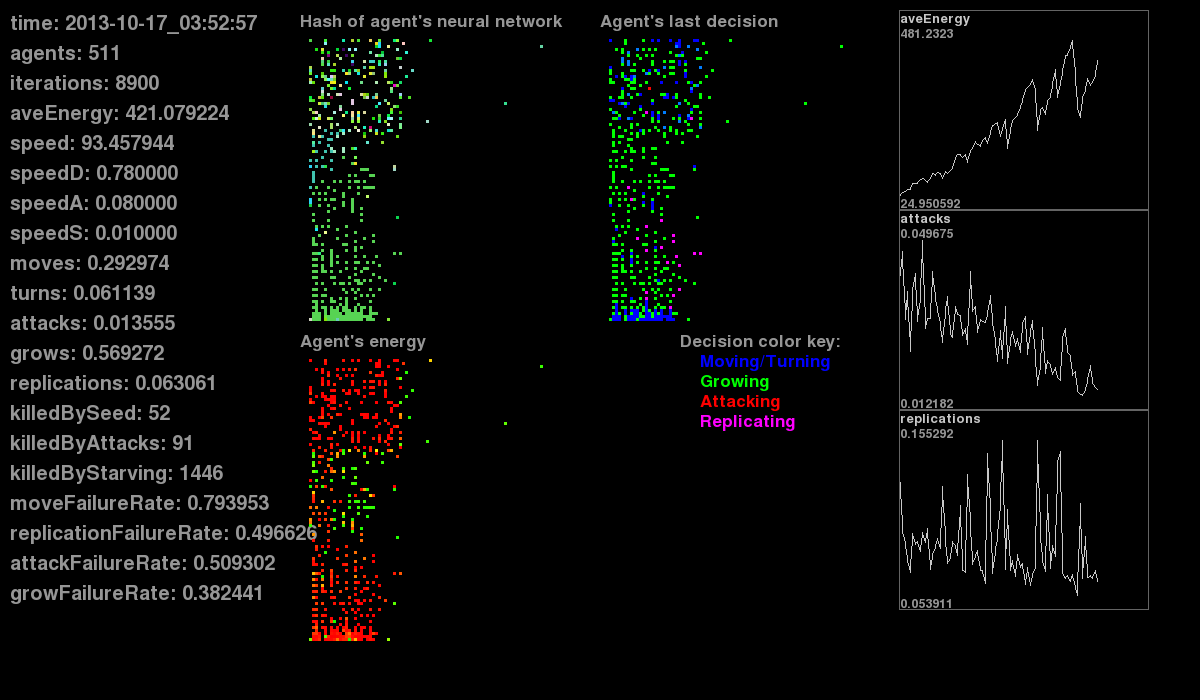 time: 2013-10-17_03:52:57
agents: 511
iterations: 8900
aveEnergy: 421.079224
speed: 93.457944
speedD: 0.780000
speedA: 0.080000
speedS: 0.010000
moves: 0.292974
turns: 0.061139
attacks: 0.013555
grows: 0.569272
replications: 0.063061
killedBySeed: 52
killedByAttacks: 91
killedByStarving: 1446
moveFailureRate: 0.793953
replicationFailureRate: 0.496626
attackFailureRate: 0.509302
growFailureRate: 0.382441
Hash of agent's neural network
Agent's last decision
Agent's energy
Decision color key:
Moving/Turning
Growing
Attacking
Replicating
aveEnergy
481.2323
24.950592
attacks
0.049675
0.012182
replications
0.155292
0.053911